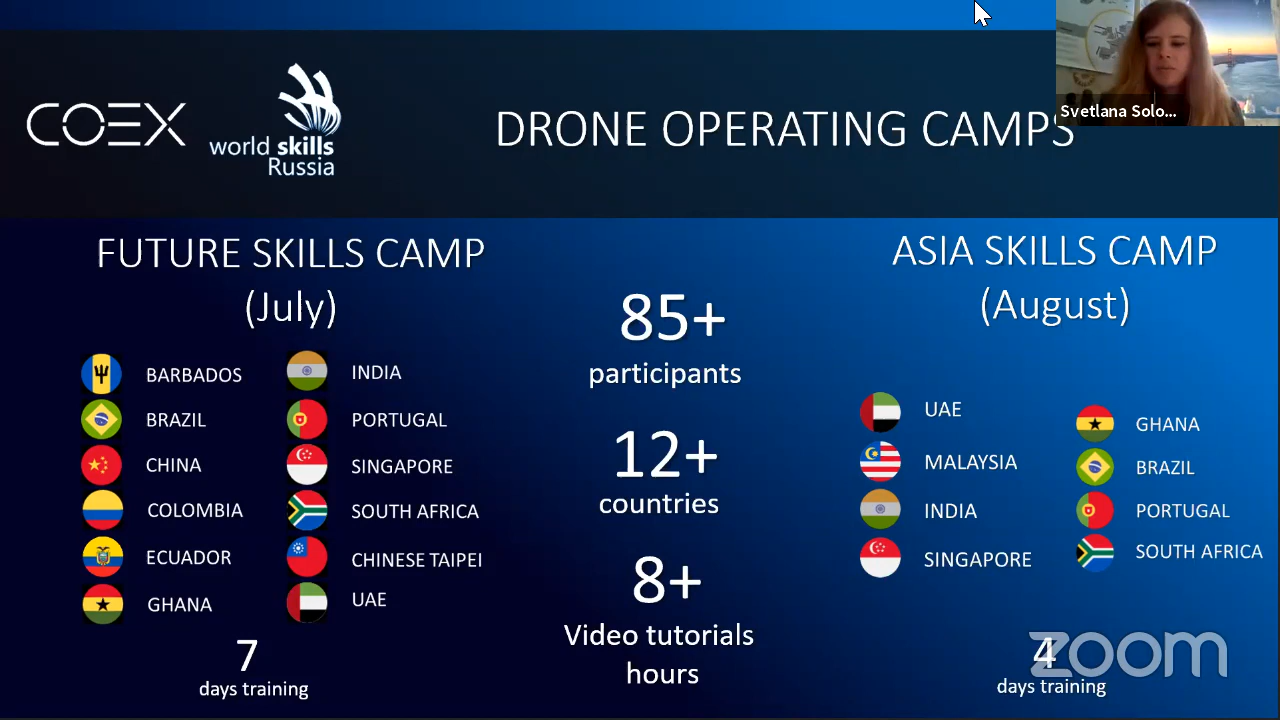 COEX
world skills
Russia
DRONE OPERATING CAMPS
Svetlana Solo...
FUTURE SKILLS CAMP
(July)
BARBADOS
BRAZIL
CHINA
COLOMBIA
ECUADOR
GHANA
INDIA
PORTUGAL
SINGAPORE
SOUTH AFRICA
CHINESE TAIPEI
UAE
7
days training
85+
participants
12+
countries
8+
Video tutorials
hours
ASIA SKILLS CAMP
(August)
UAE
MALAYSIA
INDIA
SINGAPORE
GHANA
BRAZIL
PORTUGAL
SOUTH AFRICA
4
days training
zoom